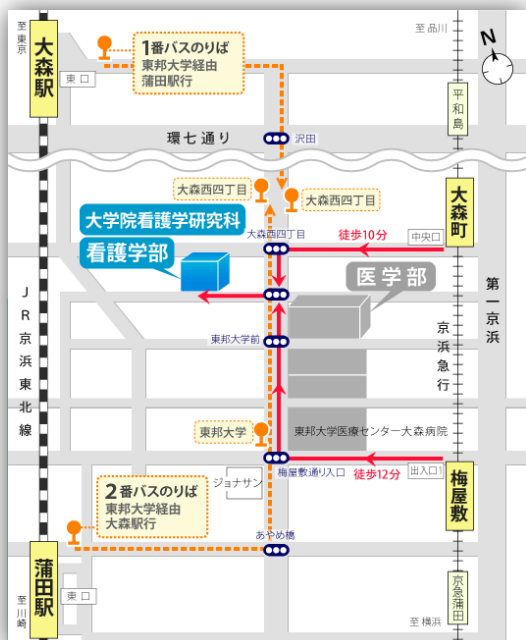 至東京
大森駅
東口
1番バスのりば
東邦大学経由
蒲田駅行
至品川
N
平和島
環七通り
沢田
大森西四丁目
大森西四丁目
大森町
大学院看護学研究科
看護学部
大森西四丁目
徒歩10分
中央口
医学部
第一京浜
JR京浜東北線
東邦大学前
京浜急行
東邦大学
東邦大学医療センター大森病院
ジョナサン
梅屋敷通り入口
徒歩12分
出入口1
梅屋敷
2番バスのりば
東邦大学経由
大森駅行
あやめ橋
蒲田駅
東口
至川崎
京急蒲田
至横浜